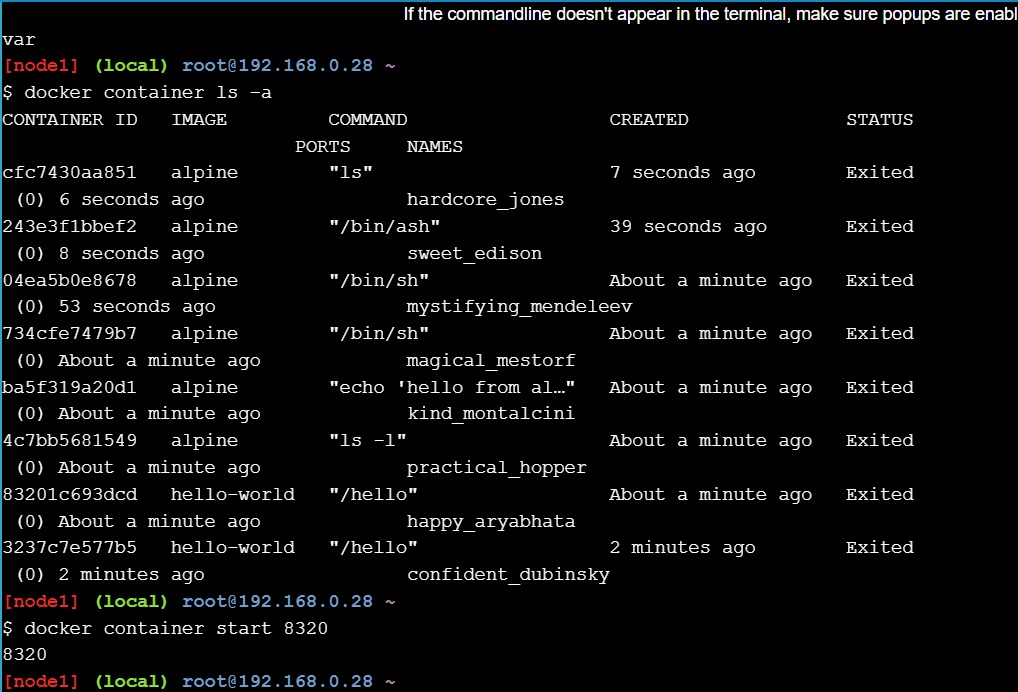 If the commandline doesn't appear in the terminal, make sure popups are enabl
var
[node1] (local) root@192.168.0.28 ~
$ docker container ls -a
CONTAINER ID   IMAGE         COMMAND                  CREATED              STATUS
PORTS     NAMES
cfc7430aa851   alpine        "ls"                     7 seconds ago        Exited
(0) 6 seconds ago                  hardcore_jones
243e3f1bbef2   alpine        "/bin/ash"               39 seconds ago       Exited
(0) 8 seconds ago                  sweet_edison
04ea5b0e8678   alpine        "/bin/sh"                About a minute ago   Exited
(0) 53 seconds ago                 mystifying_mendeleev
734cfe7479b7   alpine        "/bin/sh"                About a minute ago   Exited
(0) About a minute ago             magical_mestorf
ba5f319a20d1   alpine        "echo 'hello from al…"   About a minute ago   Exited
(0) About a minute ago             kind_montalcini
4c7bb5681549   alpine        "ls -l"                  About a minute ago   Exited
(0) About a minute ago             practical_hopper
83201c693dcd   hello-world   "/hello"                 About a minute ago   Exited
(0) About a minute ago             happy_aryabhata
3237c7e577b5   hello-world   "/hello"                 2 minutes ago        Exited
(0) 2 minutes ago                  confident_dubinsky
[node1] (local) root@192.168.0.28 ~
$ docker container start 8320
8320
[node1] (local) root@192.168.0.28 ~